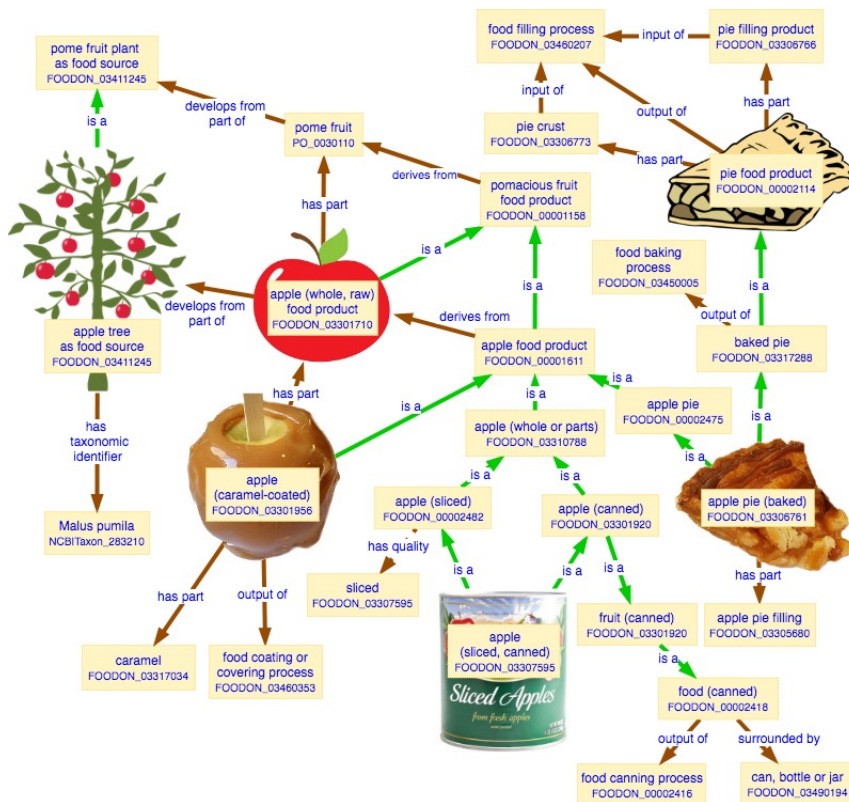 pome fruit plant
as food source
FOODON_03411245
is a
develops from
part of
pome fruit
PO_0030110
food filling process
FOODON_03460207
input of
pie filling product
FOODON_03306766
input of
output of
has part
pie crust
FOODON_03306773
has part
pie food product
FOODON_00002114
derives from
has part
pomacious fruit
food product
FOODON_00001158
is a
food baking
process
FOODON_03450005
is a
is a
output of
apple (whole, raw)
food product
FOODON_03301710
develops from
part of
derives from
apple tree
as food source
FOODON_03411245
apple food product
FOODON_00001611
baked pie
FOODON_03317288
has part
is a
is a
is a
apple pie
FOODON_00002475
is a
has
taxonomic
identifier
apple (whole or parts)
FOODON_03310788
is a
is a
is a
apple
(caramel-coated)
FOODON_03301956
apple (sliced)
FOODON_00002482
apple (canned)
FOODON_03301920
apple pie (baked)
FOODON_03306761
Malus pumila
NCBITaxon_283210
has quality
sliced
FOODON_03307595
is a
is a
is a
has part
has part
output of
fruit (canned)
FOODON_03301920
apple pie filling
FOODON_03305680
apple
(sliced, canned)
FOODON_03307595
is a
caramel
FOODON_03317034
food coating or
covering process
FOODON_03460353
Sliced Apples
from fresh apples
food (canned)
FOODON_00002418
output of
surrounded by
food canning process
FOODON_00002416
can, bottle or jar
FOODON_03490194